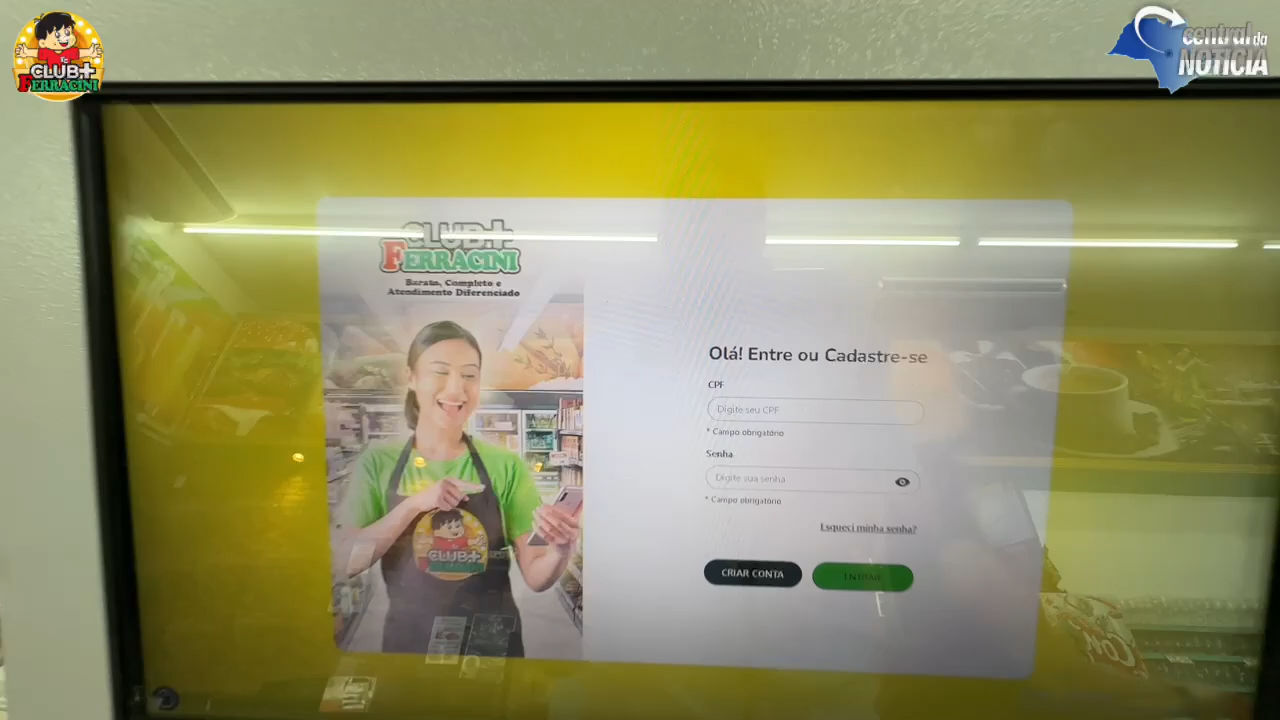 CLUB+
FERRACINI
central da
NOTÍCIA
CLUB+
FERRACINI
Barato, Completo e
Atendimento Diferenciado
Olá! Entre ou Cadastre-se
CPF
Digite seu CPF
* Campo obrigatório
Senha
Digite sua senha
* Campo obrigatório
Esqueci minha senha?
CRIAR CONTA
ENTRAR
CLUB+